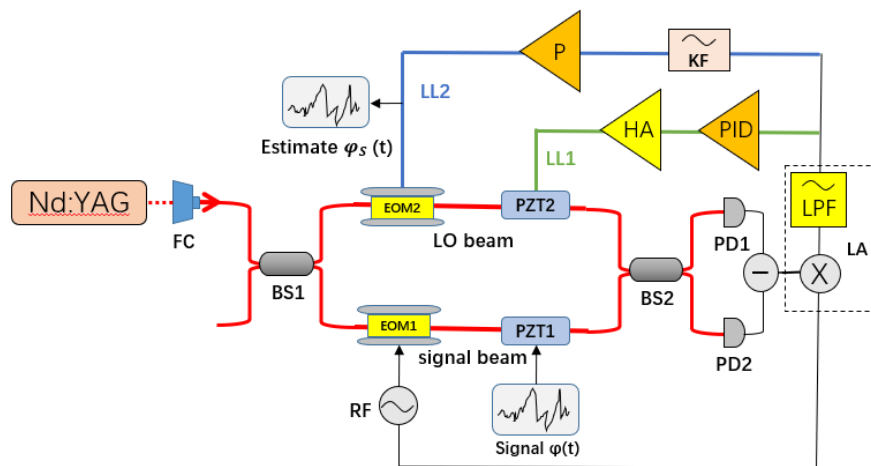 P
KF
LL2
HA
PID
Estimate φₛ (t)
LL1
Nd:YAG
LPF
EOM2
PZT2
FC
LO beam
PD1
LA
BS1
BS2
−
X
EOM1
PZT1
signal beam
PD2
RF
Signal φ(t)